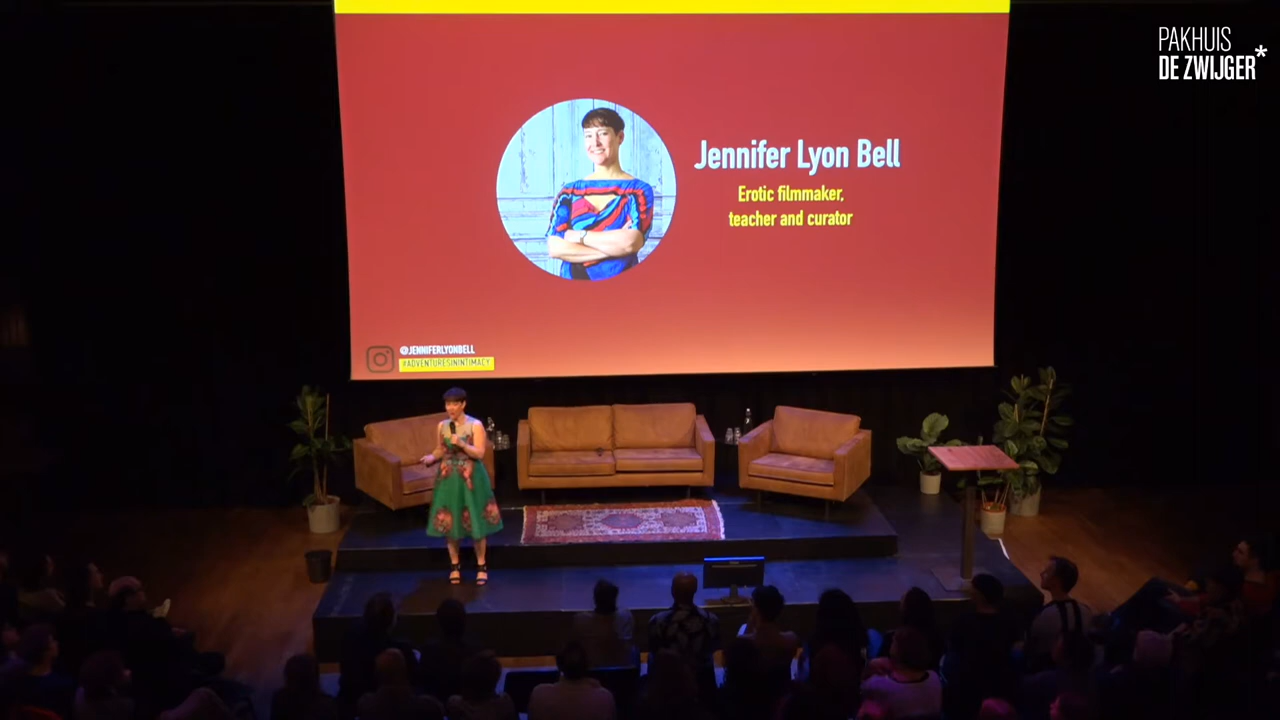 PAKHUIS
DE ZWIJGER*
Jennifer Lyon Bell
Erotic filmmaker,
teacher and curator
@JENNIFERLYONBELL
#ADVENTURESININTIMACY